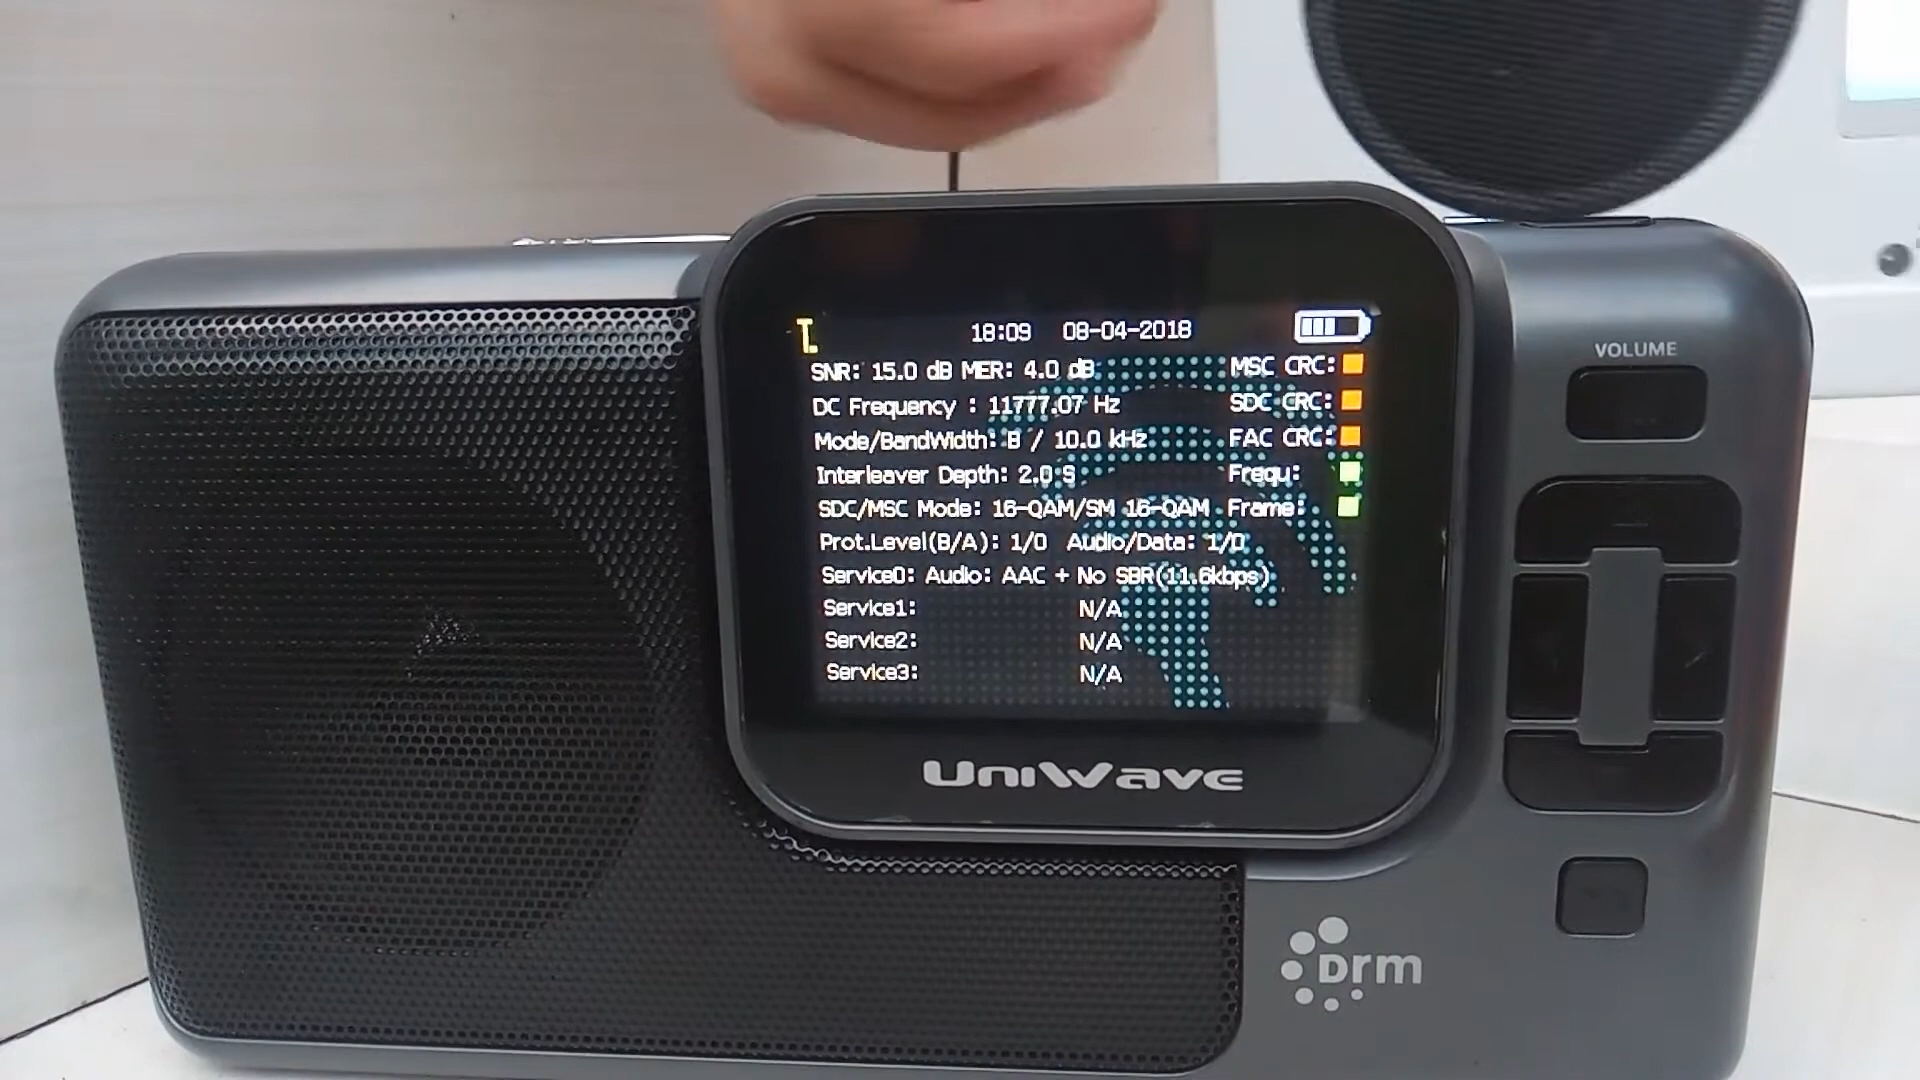 18:09 08-04-2018
SNR: 15.0 dB MER: 4.0 dB MSC CRC:
DC Frequency : 11777.07 Hz SDC CRC:
Mode/BandWidth: B / 10.0 kHz FAC CRC:
Interleaver Depth: 2.0 S Frequ:
SDC/MSC Mode: 16-QAM/SM 16-QAM Frame:
Prot.Level(B/A): 1/0 Audio/Data: 1/0
Service0: Audio: AAC + No SBR(11.6kbps)
Service1: N/A
Service2: N/A
Service3: N/A
UniWave
VOLUME
Drm